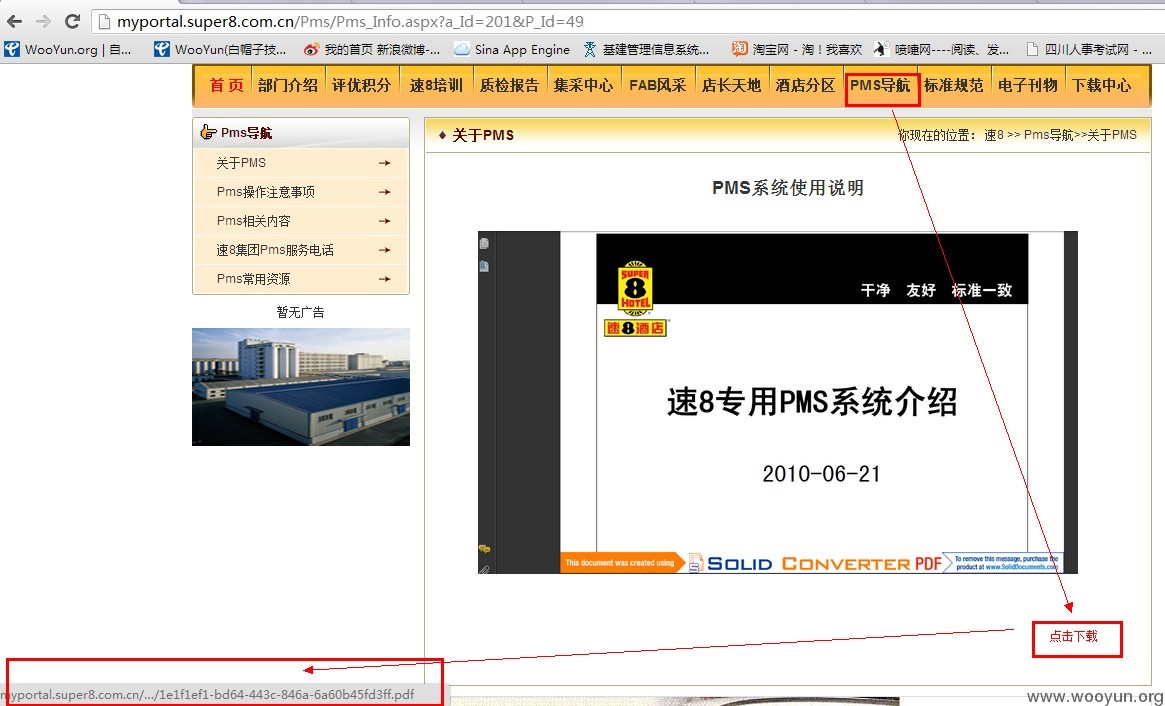 myportal.super8.com.cn/Pms/Pms_Info.aspx?a_Id=201&P_Id=49
WooYun.org | 自... WooYun(白帽子技... 我的首页 新浪微博-... Sina App Engine 基建管理信息系统... 淘宝网 - 淘！我喜欢 喷嚏网----阅读、发... 四川人事考试网 - ...
首 页 部门介绍 评优积分 速8培训 质检报告 集采中心 FAB风采 店长天地 酒店分区 PMS导航 标准规范 电子刊物 下载中心
Pms导航
关于PMS
Pms操作注意事项
Pms相关内容
速8集团Pms服务电话
Pms常用资源
暂无广告
关于PMS
你现在的位置： 速8 >> Pms导航>>关于PMS
PMS系统使用说明
SUPER
8
HOTEL
速8酒店
干净 友好 标准一致
速8专用PMS系统介绍
2010-06-21
This document was created using
SOLID CONVERTER PDF
To remove this message, purchase the
product at www.SolidDocuments.com
点击下载
myportal.super8.com.cn/.../1e1f1ef1-bd64-443c-846a-6a60b45fd3ff.pdf
www.wooyun.org